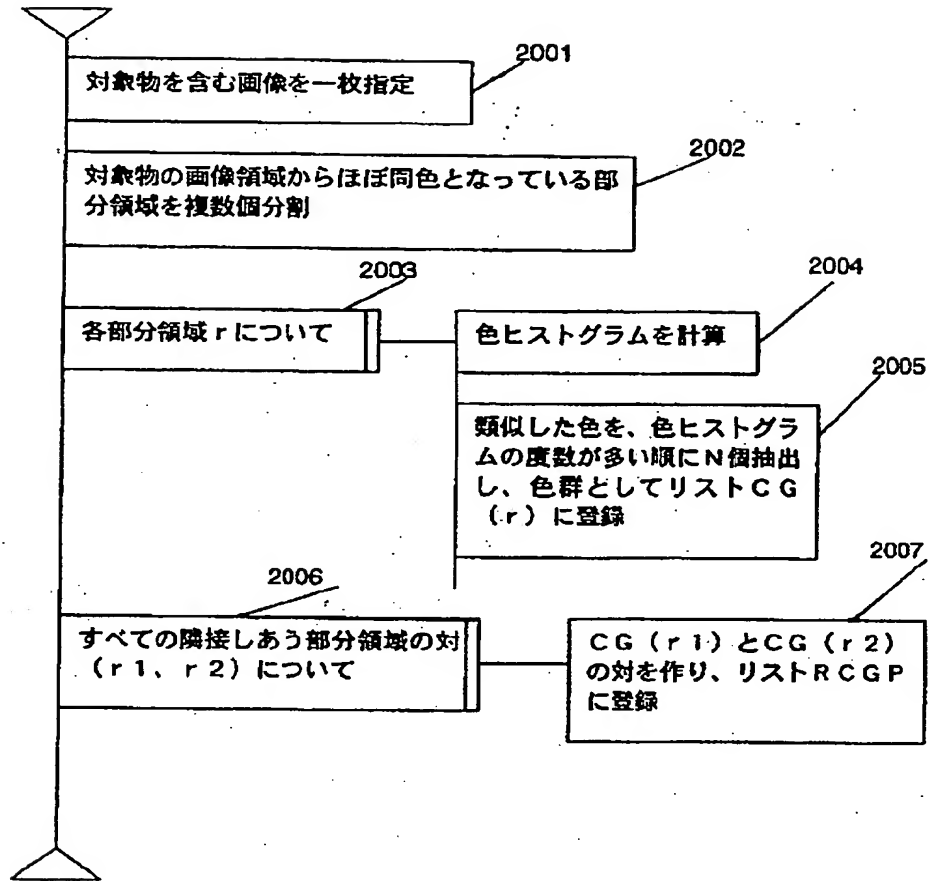 2001
対象物を含む画像を一枚指定
2002
対象物の画像領域からほぼ同色となっている部
分領域を複数個分割
2003
各部分領域rについて
2004
色ヒストグラムを計算
2005
類似した色を、色ヒストグラ
ムの度数が多い順にN個抽出
し、色群としてリストCG
(r)に登録
2006
すべての隣接しあう部分領域の対
(r1、r2)について
2007
CG(r1)とCG(r2)
の対を作り、リストRCGP
に登録